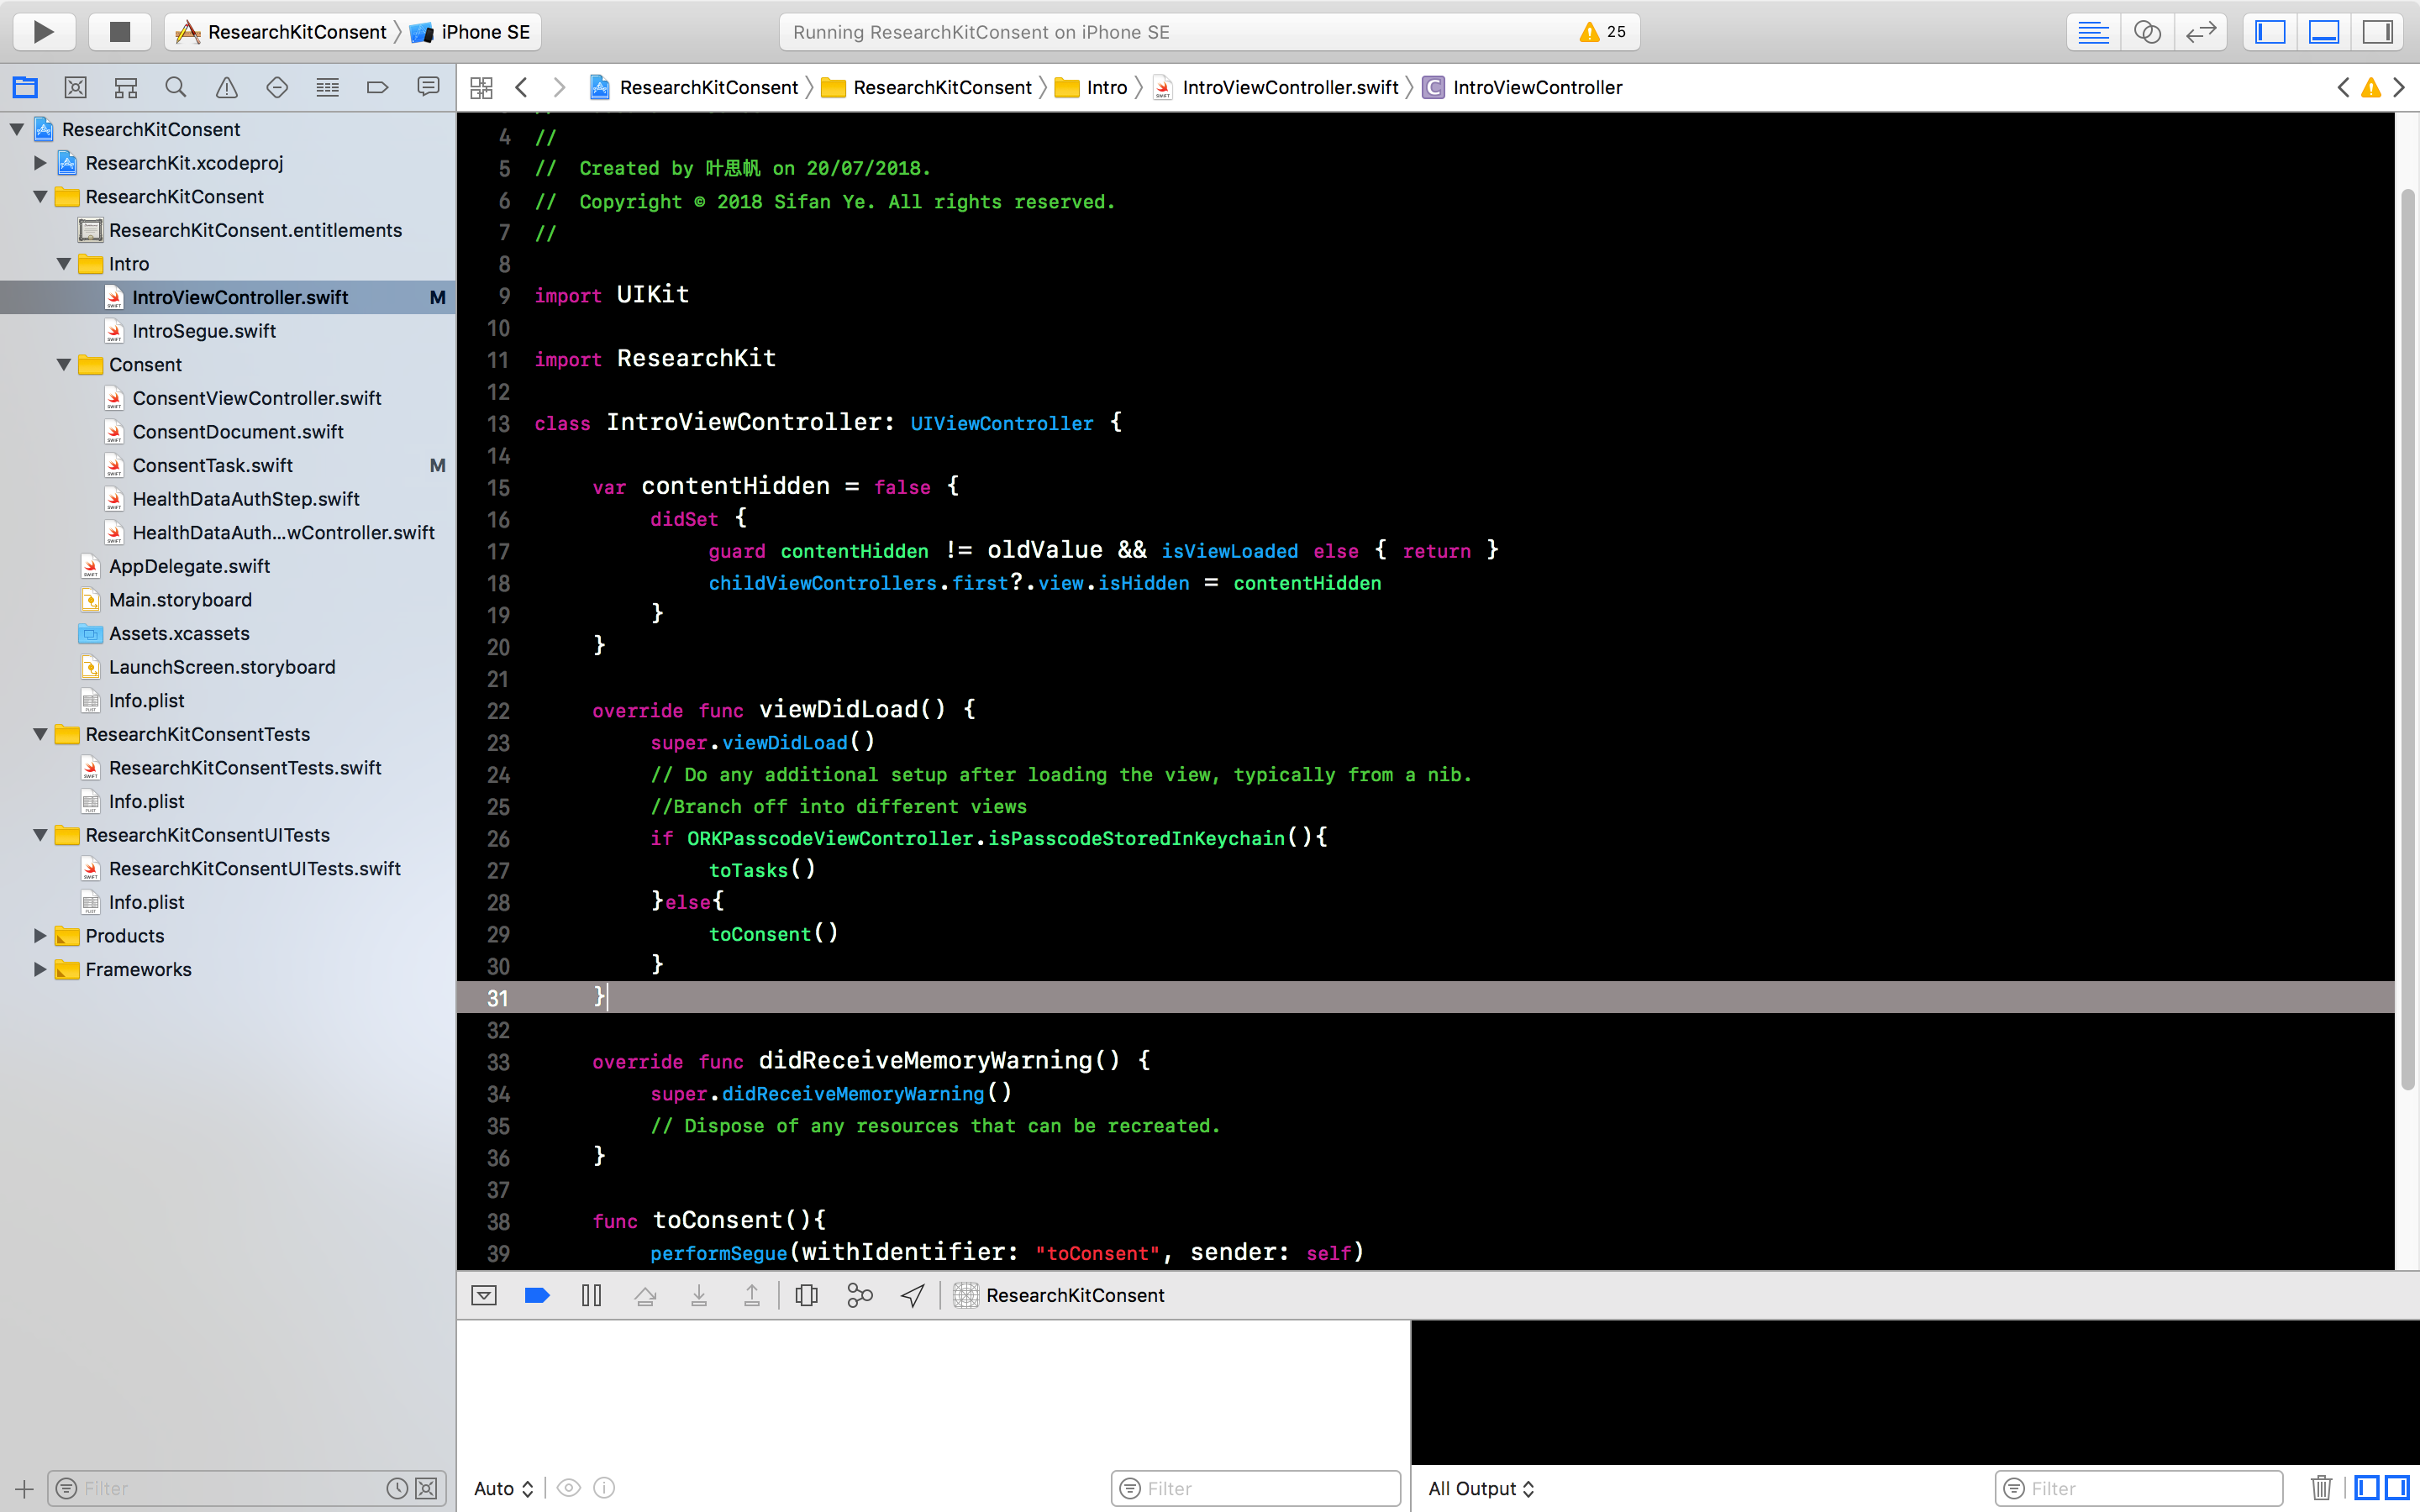 ResearchKitConsent iPhone SE
Running ResearchKitConsent on iPhone SE
25
ResearchKitConsent ResearchKitConsent Intro IntroViewController.swift C IntroViewController
ResearchKitConsent
ResearchKit.xcodeproj
ResearchKitConsent
ResearchKitConsent.entitlements
Intro
IntroViewController.swift M
IntroSegue.swift
Consent
ConsentViewController.swift
ConsentDocument.swift
ConsentTask.swift M
HealthDataAuthStep.swift
HealthDataAuth...wController.swift
AppDelegate.swift
Main.storyboard
Assets.xcassets
LaunchScreen.storyboard
Info.plist
ResearchKitConsentTests
ResearchKitConsentTests.swift
Info.plist
ResearchKitConsentUITests
ResearchKitConsentUITests.swift
Info.plist
Products
Frameworks
Filter
4 //
5 // Created by 叶思帆 on 20/07/2018.
6 // Copyright © 2018 Sifan Ye. All rights reserved.
7 //
8
9 import UIKit
10
11 import ResearchKit
12
13 class IntroViewController: UIViewController {
14
15 var contentHidden = false {
16 didSet {
17 guard contentHidden != oldValue && isViewLoaded else { return }
18 childViewControllers.first?.view.isHidden = contentHidden
19 }
20 }
21
22 override func viewDidLoad() {
23 super.viewDidLoad()
24 // Do any additional setup after loading the view, typically from a nib.
25 //Branch off into different views
26 if ORKPasscodeViewController.isPasscodeStoredInKeychain(){
27 toTasks()
28 }else{
29 toConsent()
30 }
31 }
32
33 override func didReceiveMemoryWarning() {
34 super.didReceiveMemoryWarning()
35 // Dispose of any resources that can be recreated.
36 }
37
38 func toConsent(){
39 performSegue(withIdentifier: "toConsent", sender: self)
ResearchKitConsent
Auto
Filter
All Output
Filter